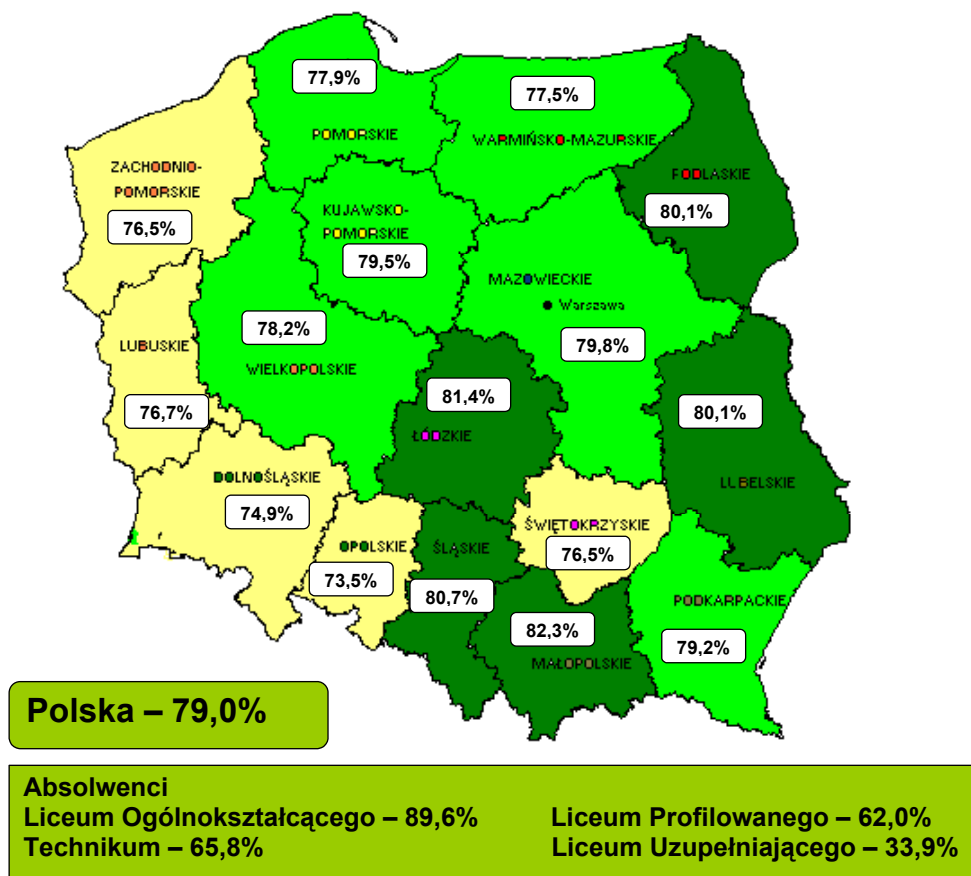 77,9%
POMORSKIE
77,5%
WARMIŃSKO-MAZURSKIE
PODLASKIE
80,1%
ZACHODNIO-
POMORSKIE
76,5%
KUJAWSKO-
POMORSKIE
79,5%
MAZOWIECKIE
Warszawa
79,8%
78,2%
WIELKOPOLSKIE
LUBUSKIE
76,7%
81,4%
ŁÓDZKIE
80,1%
LUBELSKIE
DOLNOŚLĄSKIE
74,9%
OPOLSKIE
73,5%
ŚLĄSKIE
80,7%
ŚWIĘTOKRZYSKIE
76,5%
82,3%
MAŁOPOLSKIE
PODKARPACKIE
79,2%
Polska – 79,0%
Absolwenci
Liceum Ogólnokształcącego – 89,6% Liceum Profilowanego – 62,0%
Technikum – 65,8% Liceum Uzupełniającego – 33,9%